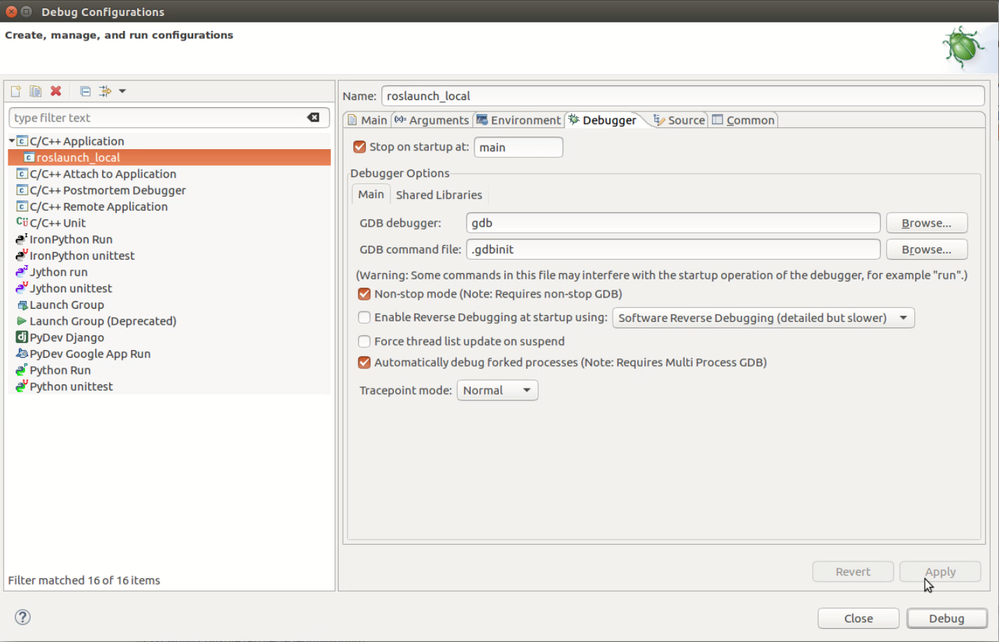 Debug Configurations
Create, manage, and run configurations
type filter text
C/C++ Application
roslaunch_local
C/C++ Attach to Application
C/C++ Postmortem Debugger
C/C++ Remote Application
C/C++ Unit
IronPython Run
IronPython unittest
Jython run
Jython unittest
Launch Group
Launch Group (Deprecated)
PyDev Django
PyDev Google App Run
Python Run
Python unittest
Filter matched 16 of 16 items
Name: roslaunch_local
Main Arguments Environment Debugger Source Common
Stop on startup at: main
Debugger Options
Main Shared Libraries
GDB debugger: gdb Browse...
GDB command file: .gdbinit Browse...
(Warning: Some commands in this file may interfere with the startup operation of the debugger, for example "run".)
Non-stop mode (Note: Requires non-stop GDB)
Enable Reverse Debugging at startup using: Software Reverse Debugging (detailed but slower)
Force thread list update on suspend
Automatically debug forked processes (Note: Requires Multi Process GDB)
Tracepoint mode: Normal
Revert Apply
Close Debug